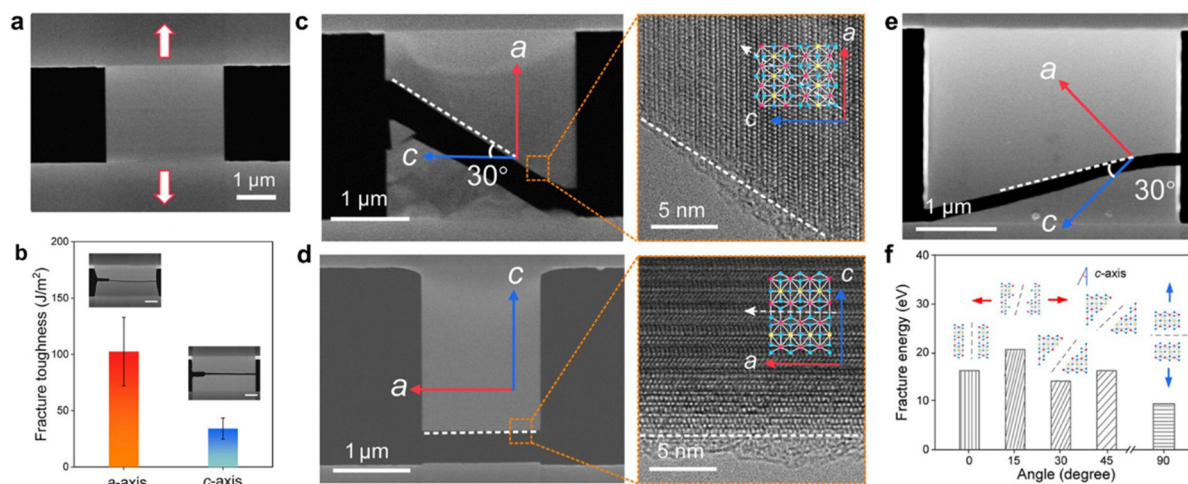 a
1 μm
b
Fracture toughness (J/m²)
200
150
100
50
0
a-axis
c-axis
c
a
c
30°
1 μm
a
c
5 nm
d
c
a
1 μm
c
a
5 nm
e
a
30°
c
1 μm
f
Fracture energy (eV)
40
30
20
10
0
c-axis
0
15
30
45
90
Angle (degree)